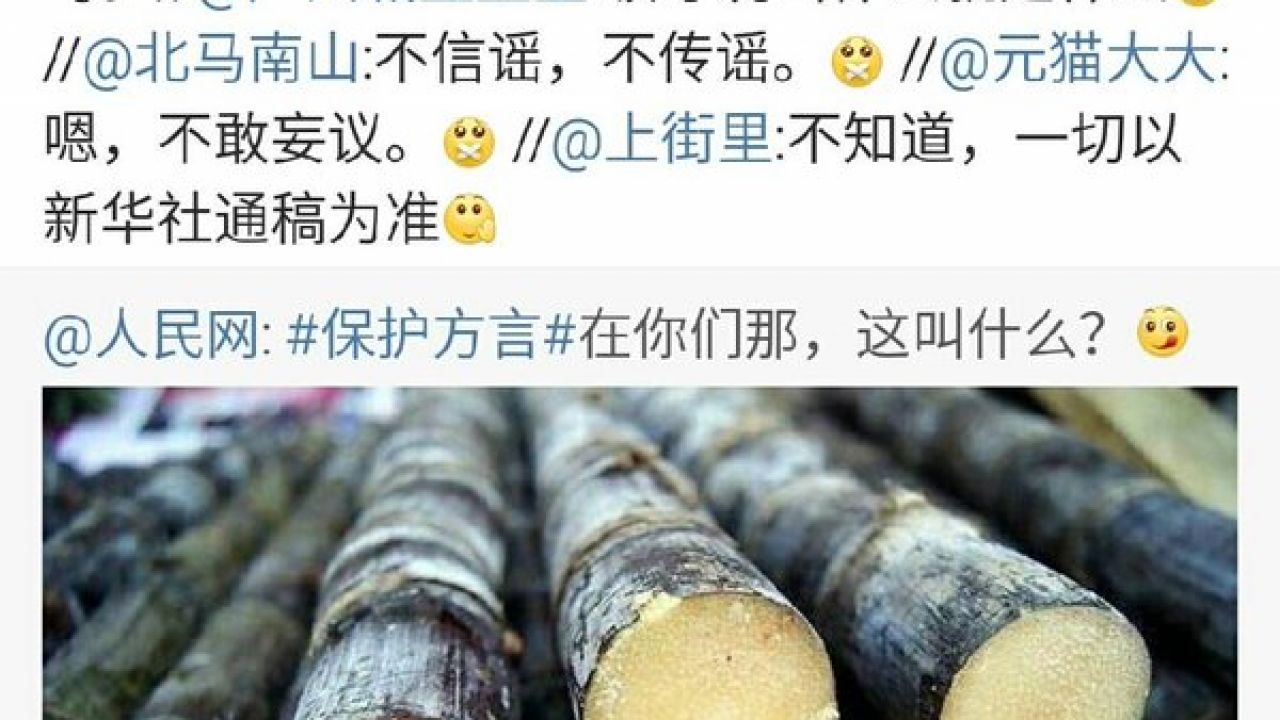 //@北马南山:不信谣，不传谣。 //@元猫大大:
嗯，不敢妄议。 //@上街里:不知道，一切以
新华社通稿为准
@人民网: #保护方言#在你们那，这叫什么？